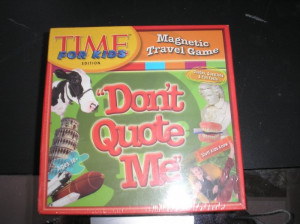 TIME
FOR KIDS
EDITION
Magnetic
Travel Game
"Don't
Quote
Me"